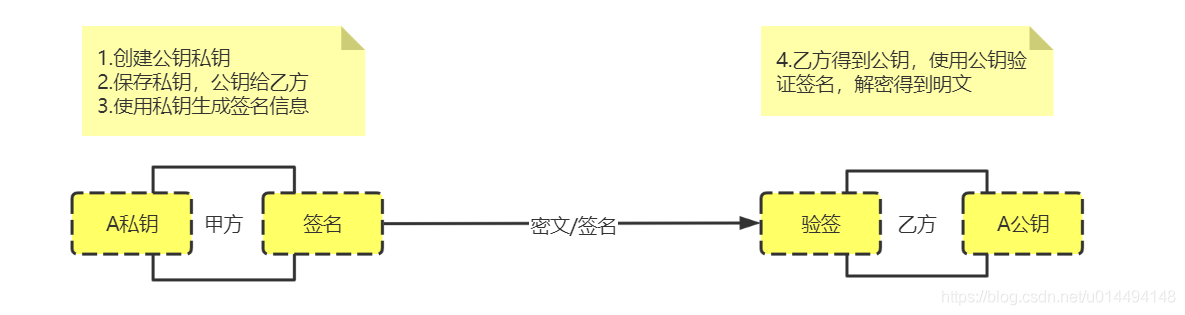 1.创建公钥私钥
2.保存私钥，公钥给乙方
3.使用私钥生成签名信息
4.乙方得到公钥，使用公钥验
证签名，解密得到明文
A私钥
甲方
签名
密文/签名
验签
乙方
A公钥
https://blog.csdn.net/u014494148